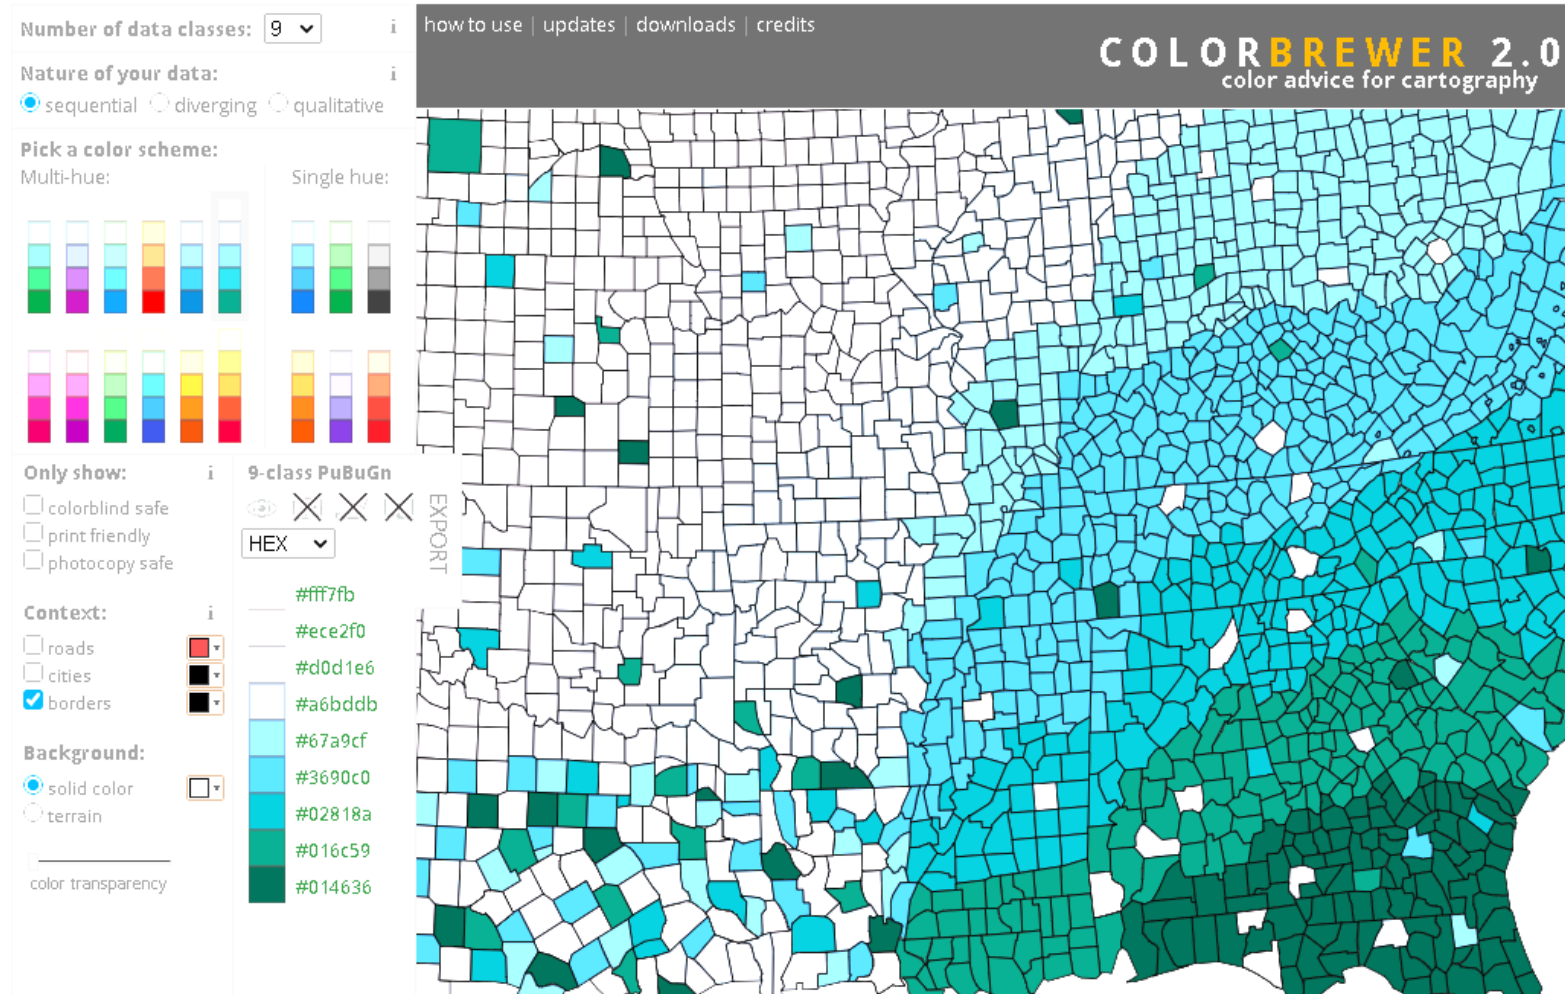 Number of data classes: 9 i
how to use | updates | downloads | credits
COLORBREWER 2.0
color advice for cartography
Nature of your data: i
sequential diverging qualitative
Pick a color scheme:
Multi-hue: Single hue:
Only show: i
colorblind safe
print friendly
photocopy safe
Context: i
roads
cities
borders
Background:
solid color
terrain
color transparency
9-class PuBuGn
EXPORT
HEX
#fff7fb
#ece2f0
#d0d1e6
#a6bddb
#67a9cf
#3690c0
#02818a
#016c59
#014636